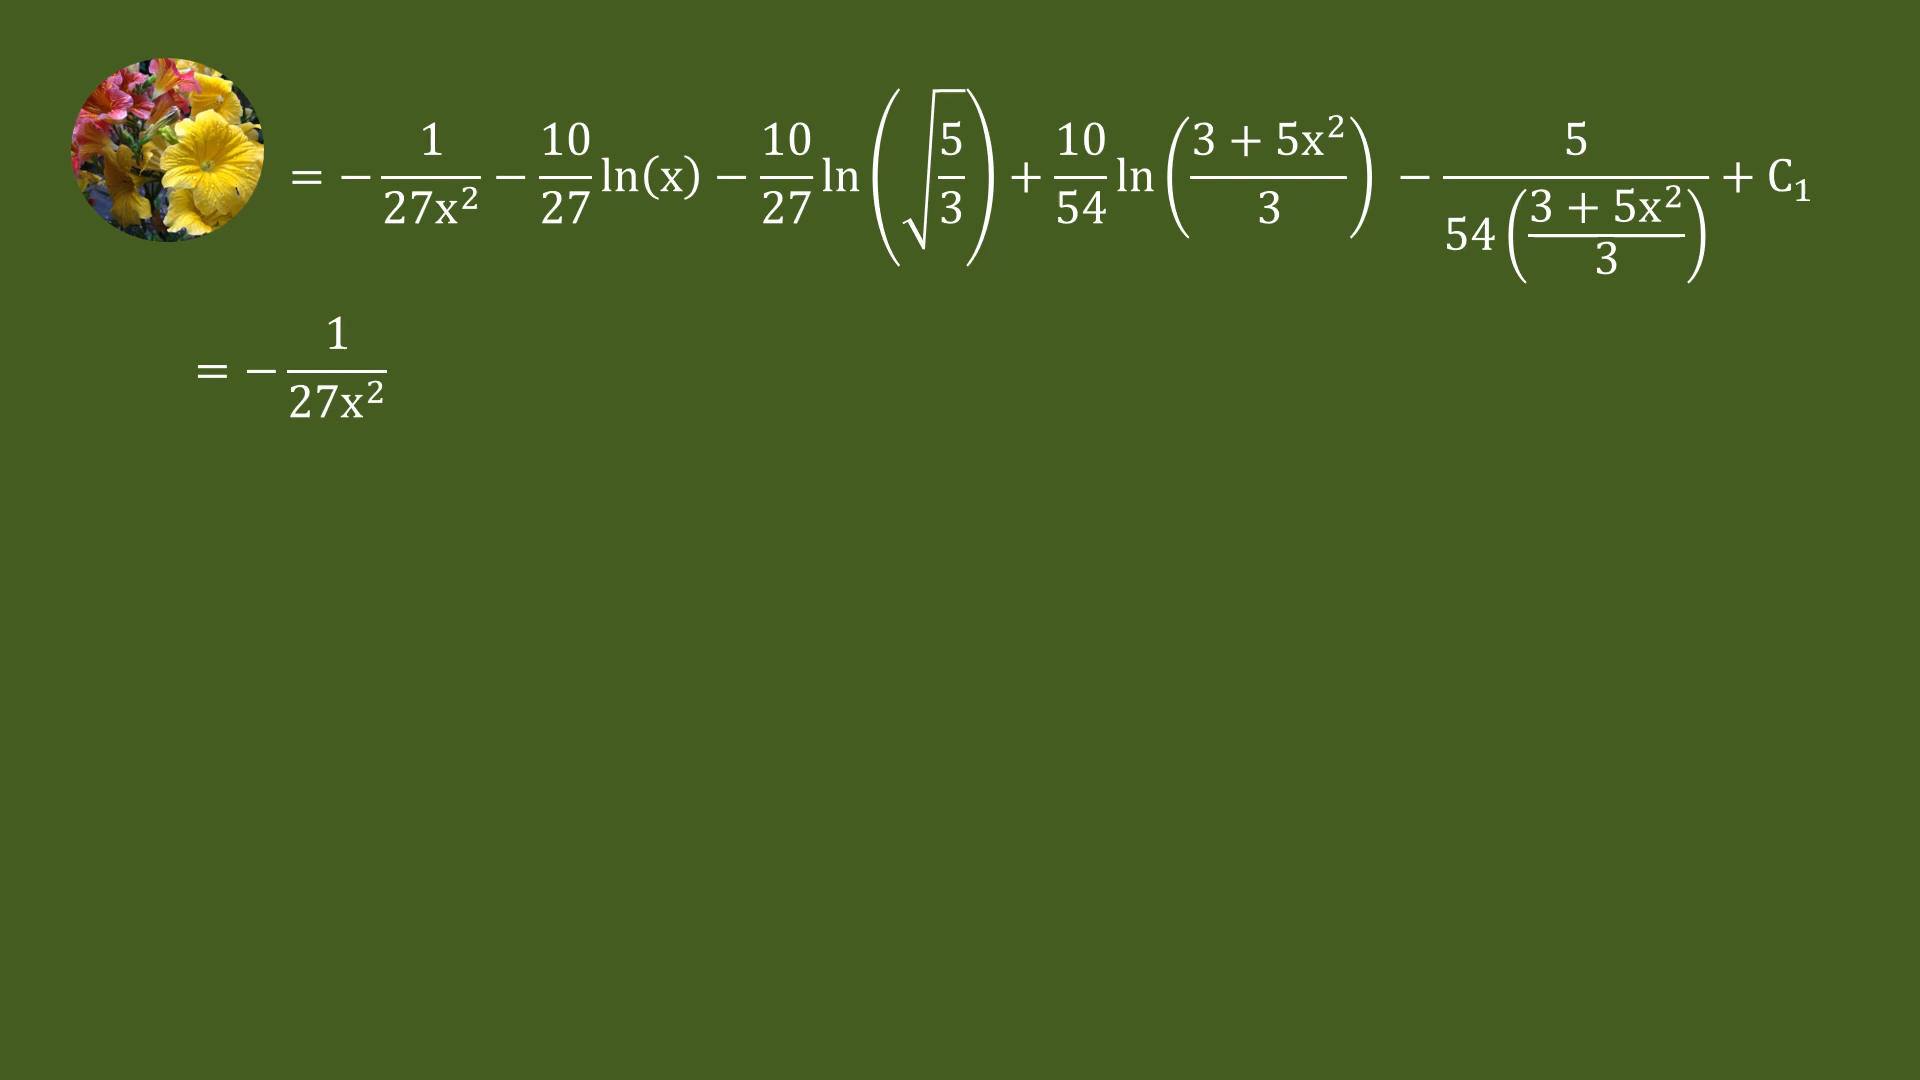 = −1/27x² − 10/27 ln(x) − 10/27 ln(√(5/3)) + 10/54 ln((3 + 5x²)/3) − 5/(54((3 + 5x²)/3)) + C₁
= −1/27x²